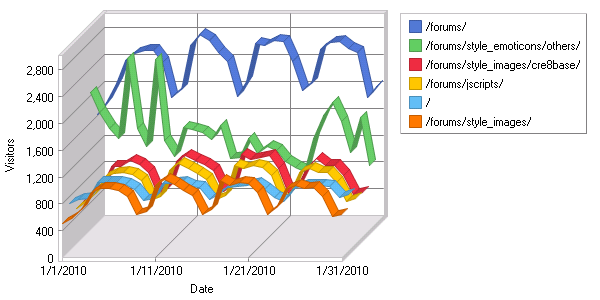 /forums/
/forums/style_emoticons/others/
/forums/style_images/cre8base/
/forums/jscripts/
/
/forums/style_images/
2,800
2,400
2,000
1,600
1,200
800
400
0
Visitors
1/1/2010 1/11/2010 1/21/2010 1/31/2010
Date